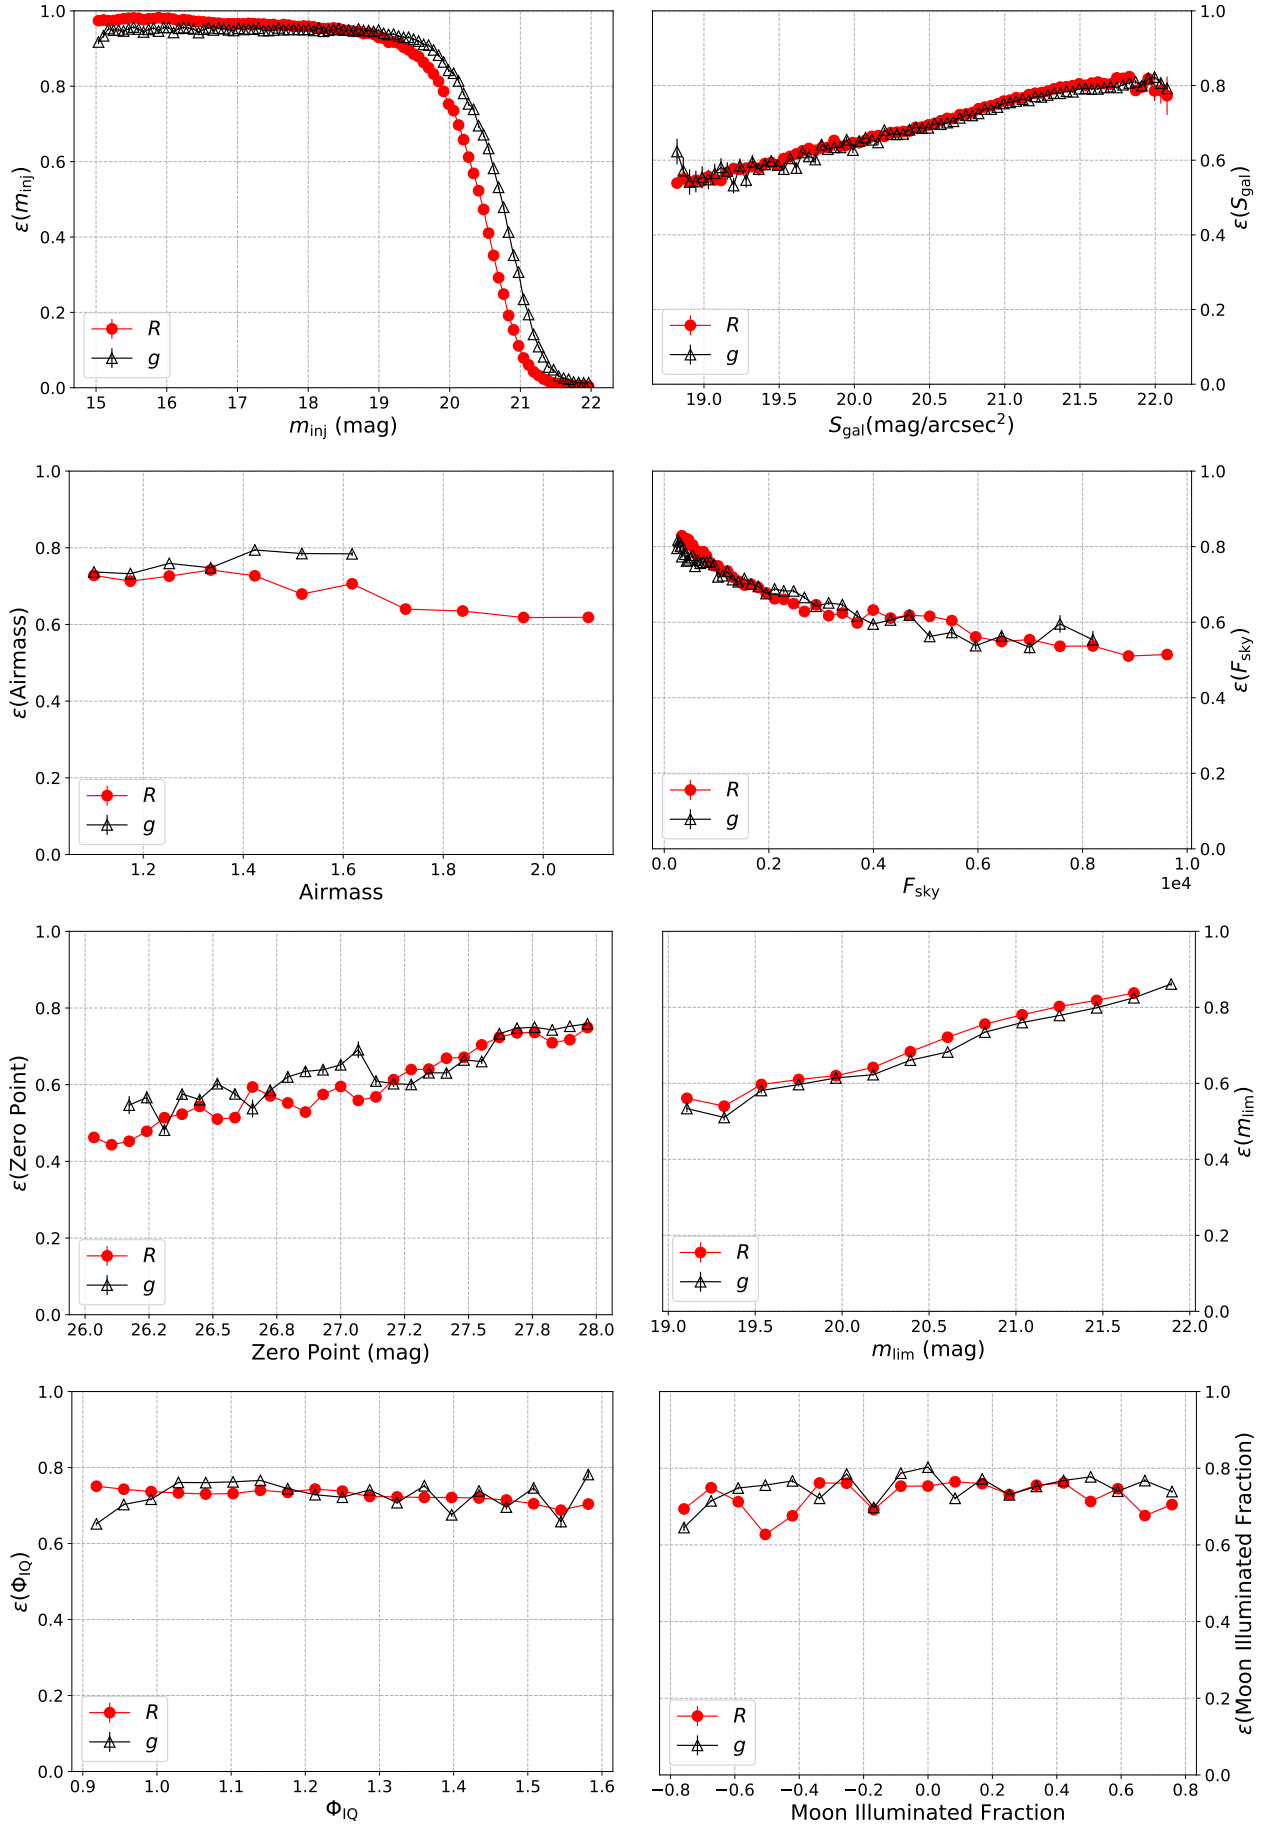 1.0
0.8
0.6
0.4
0.2
0.0
ε(m_inj)
R
g
15 16 17 18 19 20 21 22
m_inj (mag)
1.0
0.8
0.6
0.4
0.2
0.0
ε(S_gal)
R
g
19.0 19.5 20.0 20.5 21.0 21.5 22.0
S_gal(mag/arcsec²)
1.0
0.8
0.6
0.4
0.2
0.0
ε(Airmass)
R
g
1.2 1.4 1.6 1.8 2.0
Airmass
1.0
0.8
0.6
0.4
0.2
0.0
ε(F_sky)
R
g
0.0 0.2 0.4 0.6 0.8 1.0
1e4
F_sky
1.0
0.8
0.6
0.4
0.2
0.0
ε(Zero Point)
R
g
26.0 26.2 26.5 26.8 27.0 27.2 27.5 27.8 28.0
Zero Point (mag)
1.0
0.8
0.6
0.4
0.2
0.0
ε(m_lim)
R
g
19.0 19.5 20.0 20.5 21.0 21.5 22.0
m_lim (mag)
1.0
0.8
0.6
0.4
0.2
0.0
ε(Φ_IQ)
R
g
0.9 1.0 1.1 1.2 1.3 1.4 1.5 1.6
Φ_IQ
1.0
0.8
0.6
0.4
0.2
0.0
ε(Moon Illuminated Fraction)
R
g
−0.8 −0.6 −0.4 −0.2 0.0 0.2 0.4 0.6 0.8
Moon Illuminated Fraction